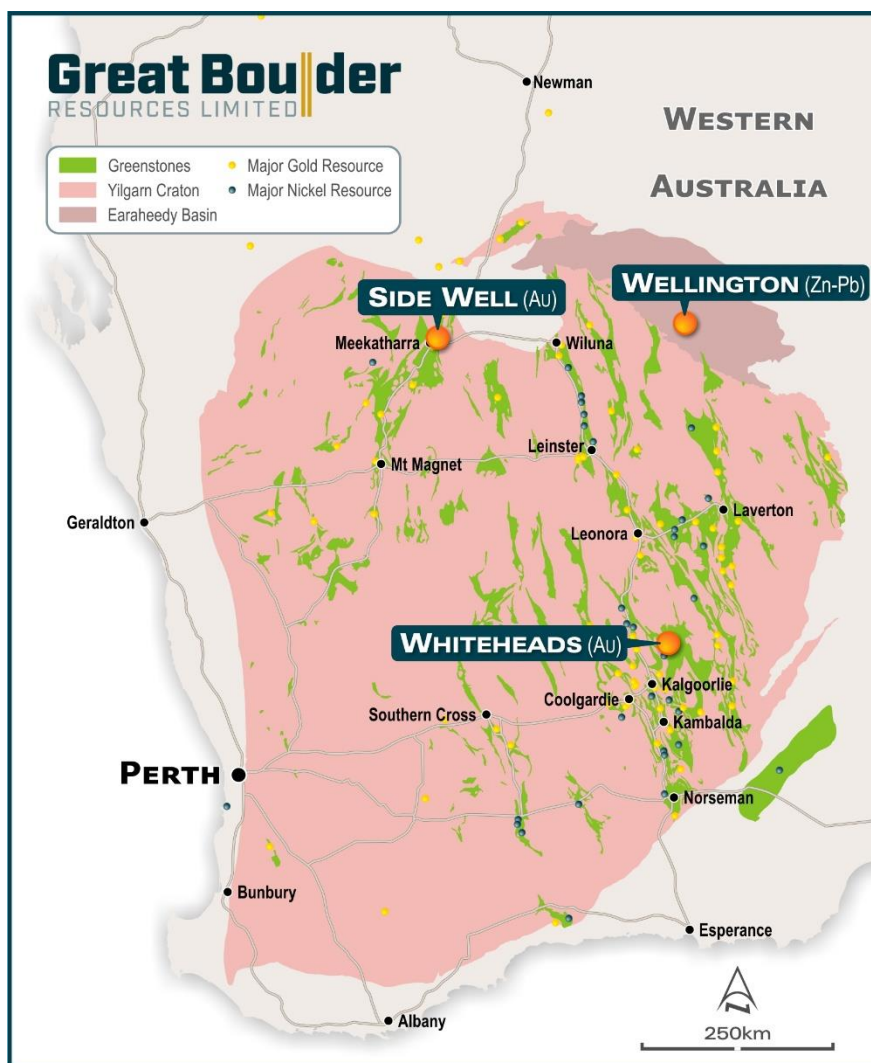 Great Boulder
RESOURCES LIMITED
Newman
WESTERN
AUSTRALIA
Greenstones
Major Gold Resource
Yilgarn Craton
Major Nickel Resource
Earaheedy Basin
SIDE WELL (Au)
WELLINGTON (Zn-Pb)
Meekatharra
Wiluna
Leinster
Mt Magnet
Geraldton
Laverton
Leonora
WHITEHEADS (Au)
Kalgoorlie
Coolgardie
Southern Cross
Kambalda
PERTH
Norseman
Bunbury
Esperance
Albany
250km